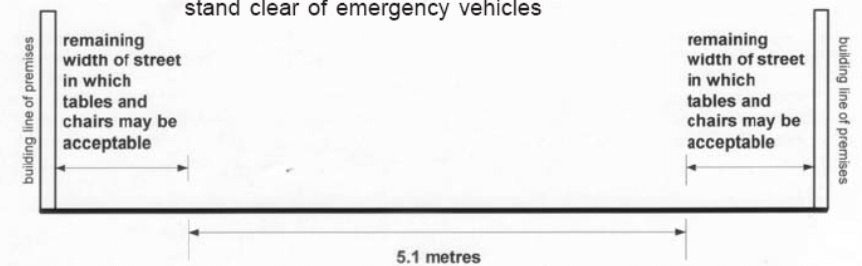 stand clear of emergency vehicles
building line of premises
remaining
width of street
in which
tables and
chairs may be
acceptable
remaining
width of street
in which
tables and
chairs may be
acceptable
building line of premises
5.1 metres